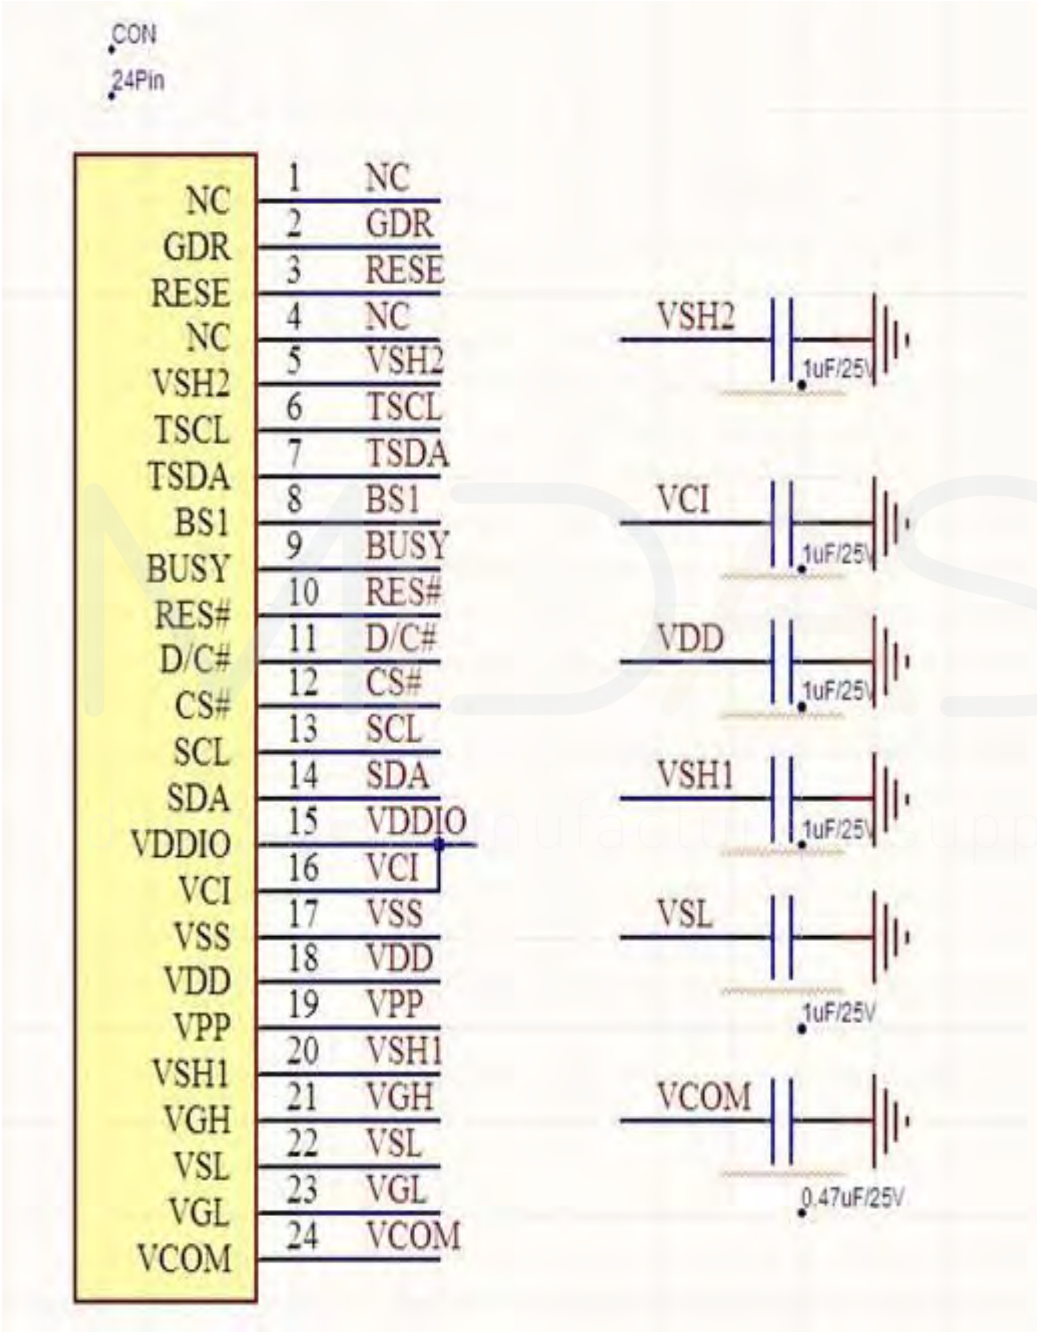 CON
24Pin
NC 1 NC
GDR 2 GDR
RESE 3 RESE
NC 4 NC
VSH2 5 VSH2
TSCL 6 TSCL
TSDA 7 TSDA
BS1 8 BS1
BUSY 9 BUSY
RES# 10 RES#
D/C# 11 D/C#
CS# 12 CS#
SCL 13 SCL
SDA 14 SDA
VDDIO 15 VDDIO
VCI 16 VCI
VSS 17 VSS
VDD 18 VDD
VPP 19 VPP
VSH1 20 VSH1
VGH 21 VGH
VSL 22 VSL
VGL 23 VGL
VCOM 24 VCOM
VSH2
1uF/25V
VCI
1uF/25V
VDD
1uF/25V
VSH1
1uF/25V
VSL
1uF/25V
VCOM
0.47uF/25V